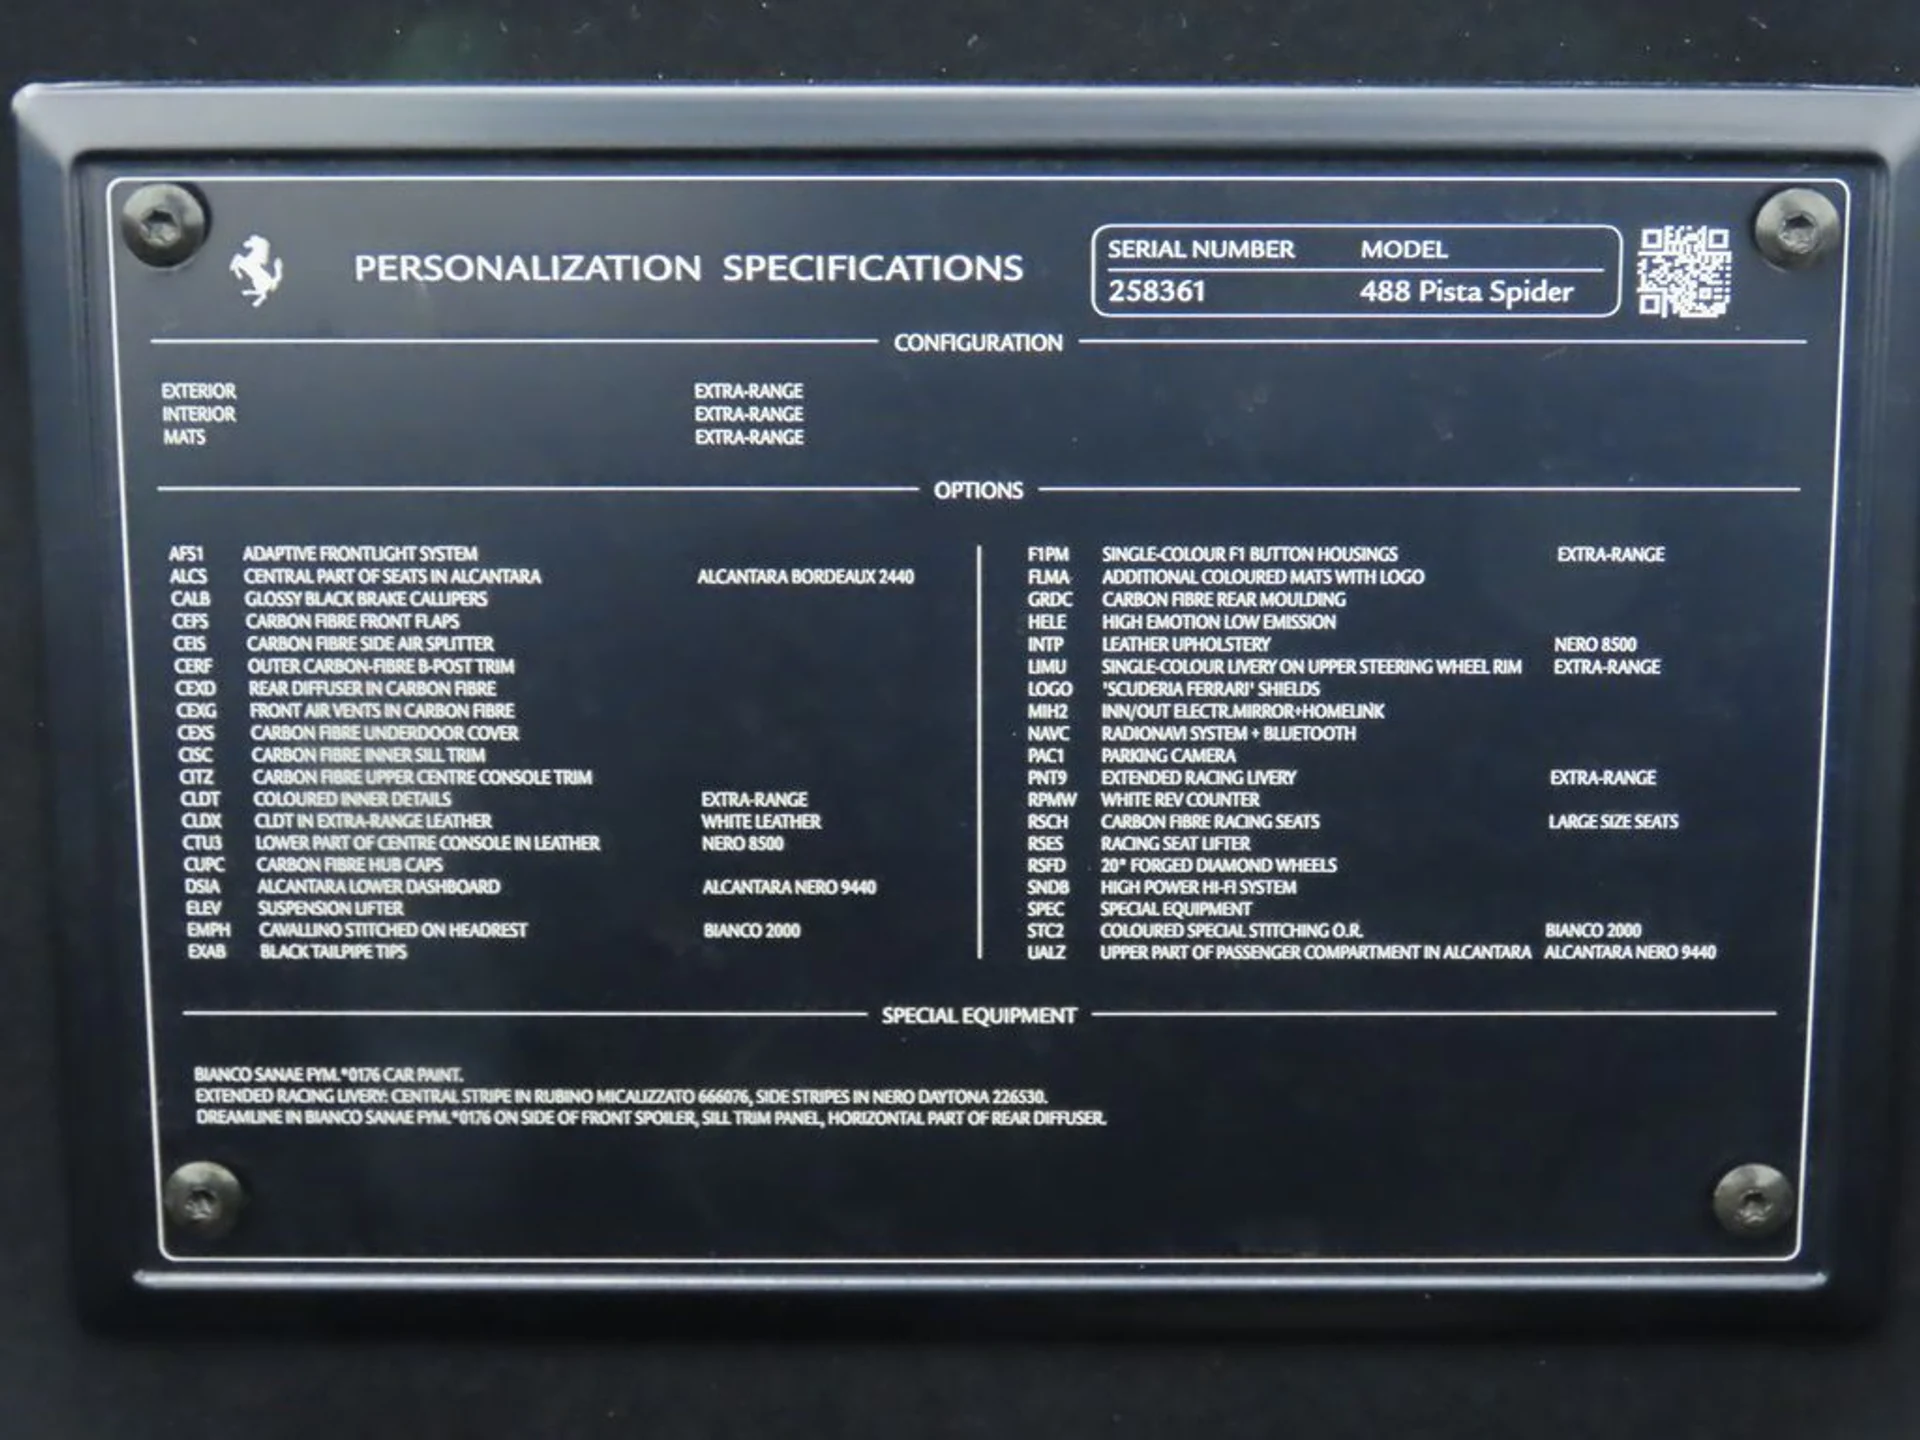 PERSONALIZATION SPECIFICATIONS
SERIAL NUMBER MODEL
258361 488 Pista Spider
CONFIGURATION
EXTERIOR EXTRA-RANGE
INTERIOR EXTRA-RANGE
MATS EXTRA-RANGE
OPTIONS
AFS1 ADAPTIVE FRONTLIGHT SYSTEM
ALCS CENTRAL PART OF SEATS IN ALCANTARA ALCANTARA BORDEAUX 2440
CALB GLOSSY BLACK BRAKE CALLIPERS
CEFS CARBON FIBRE FRONT FLAPS
CEIS CARBON FIBRE SIDE AIR SPLITTER
CERF OUTER CARBON-FIBRE B-POST TRIM
CEXD REAR DIFFUSER IN CARBON FIBRE
CEXG FRONT AIR VENTS IN CARBON FIBRE
CEXS CARBON FIBRE UNDERDOOR COVER
CISC CARBON FIBRE INNER SILL TRIM
CITZ CARBON FIBRE UPPER CENTRE CONSOLE TRIM
CLDT COLOURED INNER DETAILS EXTRA-RANGE
CLDX CLDT IN EXTRA-RANGE LEATHER WHITE LEATHER
CTU3 LOWER PART OF CENTRE CONSOLE IN LEATHER NERO 8500
CUPC CARBON FIBRE HUB CAPS
DSIA ALCANTARA LOWER DASHBOARD ALCANTARA NERO 9440
ELEV SUSPENSION LIFTER
EMPH CAVALLINO STITCHED ON HEADREST BIANCO 2000
EXAB BLACK TAILPIPE TIPS
F1PM SINGLE-COLOUR F1 BUTTON HOUSINGS EXTRA-RANGE
FLMA ADDITIONAL COLOURED MATS WITH LOGO
GRDC CARBON FIBRE REAR MOULDING
HELE HIGH EMOTION LOW EMISSION
INTP LEATHER UPHOLSTERY NERO 8500
LIMU SINGLE-COLOUR LIVERY ON UPPER STEERING WHEEL RIM EXTRA-RANGE
LOGO 'SCUDERIA FERRARI' SHIELDS
MIH2 INN/OUT ELECTR.MIRROR+HOMELINK
NAVC RADIONAVI SYSTEM + BLUETOOTH
PAC1 PARKING CAMERA
PNT9 EXTENDED RACING LIVERY EXTRA-RANGE
RPMW WHITE REV COUNTER
RSCH CARBON FIBRE RACING SEATS LARGE SIZE SEATS
RSES RACING SEAT LIFTER
RSFD 20" FORGED DIAMOND WHEELS
SNDB HIGH POWER HI-FI SYSTEM
SPEC SPECIAL EQUIPMENT
STC2 COLOURED SPECIAL STITCHING O.R. BIANCO 2000
UALZ UPPER PART OF PASSENGER COMPARTMENT IN ALCANTARA ALCANTARA NERO 9440
SPECIAL EQUIPMENT
BIANCO SANAE FYM.*0176 CAR PAINT.
EXTENDED RACING LIVERY: CENTRAL STRIPE IN RUBINO MICALIZZATO 666076, SIDE STRIPES IN NERO DAYTONA 226530.
DREAMLINE IN BIANCO SANAE FYM.*0176 ON SIDE OF FRONT SPOILER, SILL TRIM PANEL, HORIZONTAL PART OF REAR DIFFUSER.